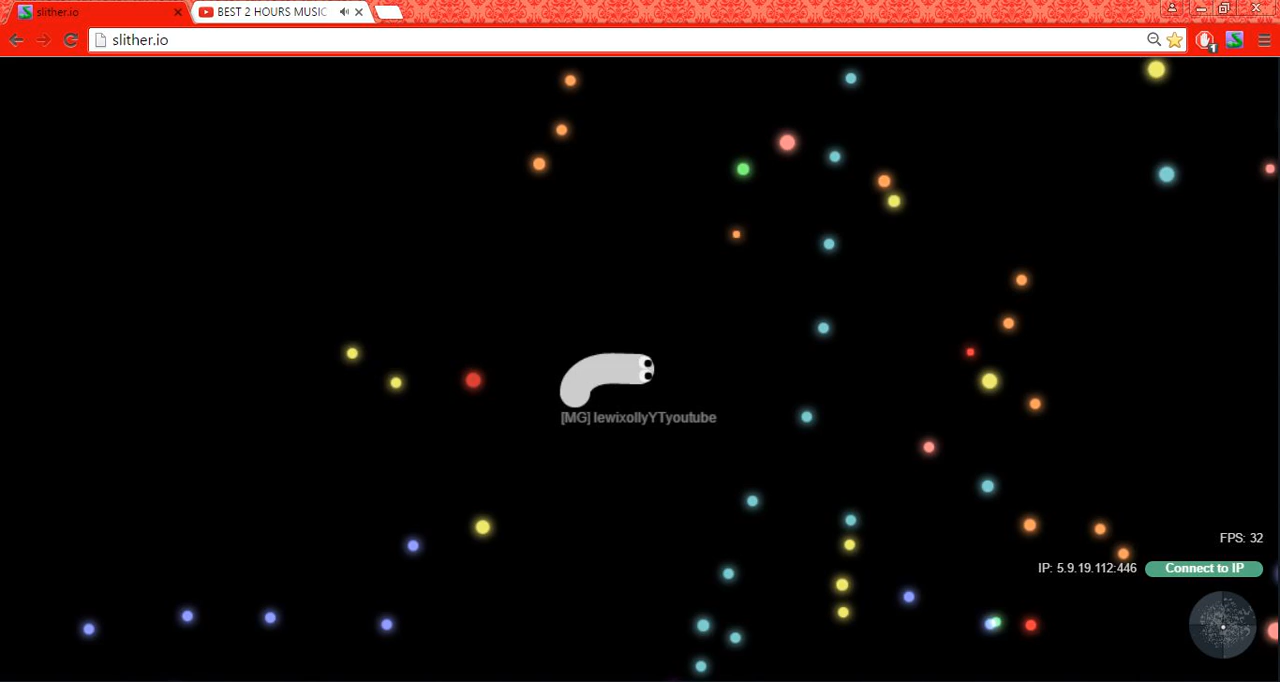 slither.io
BEST 2 HOURS MUSIC
slither.io
1
[MG] lewixollyYTyoutube
FPS: 32
IP: 5.9.19.112:446
Connect to IP